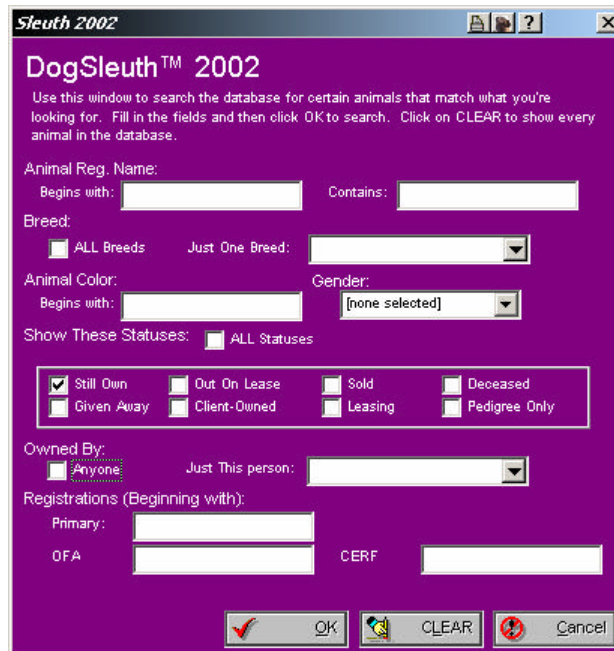 Sleuth 2002
DogSleuth™ 2002
Use this window to search the database for certain animals that match what you're
looking for. Fill in the fields and then click OK to search. Click on CLEAR to show every
animal in the database.
Animal Reg. Name:
Begins with: Contains:
Breed:
ALL Breeds Just One Breed:
Animal Color: Gender:
Begins with: [none selected]
Show These Statuses: ALL Statuses
Still Own Out On Lease Sold Deceased
Given Away Client-Owned Leasing Pedigree Only
Owned By:
Anyone Just This person:
Registrations (Beginning with):
Primary:
OFA CERF
OK CLEAR Cancel